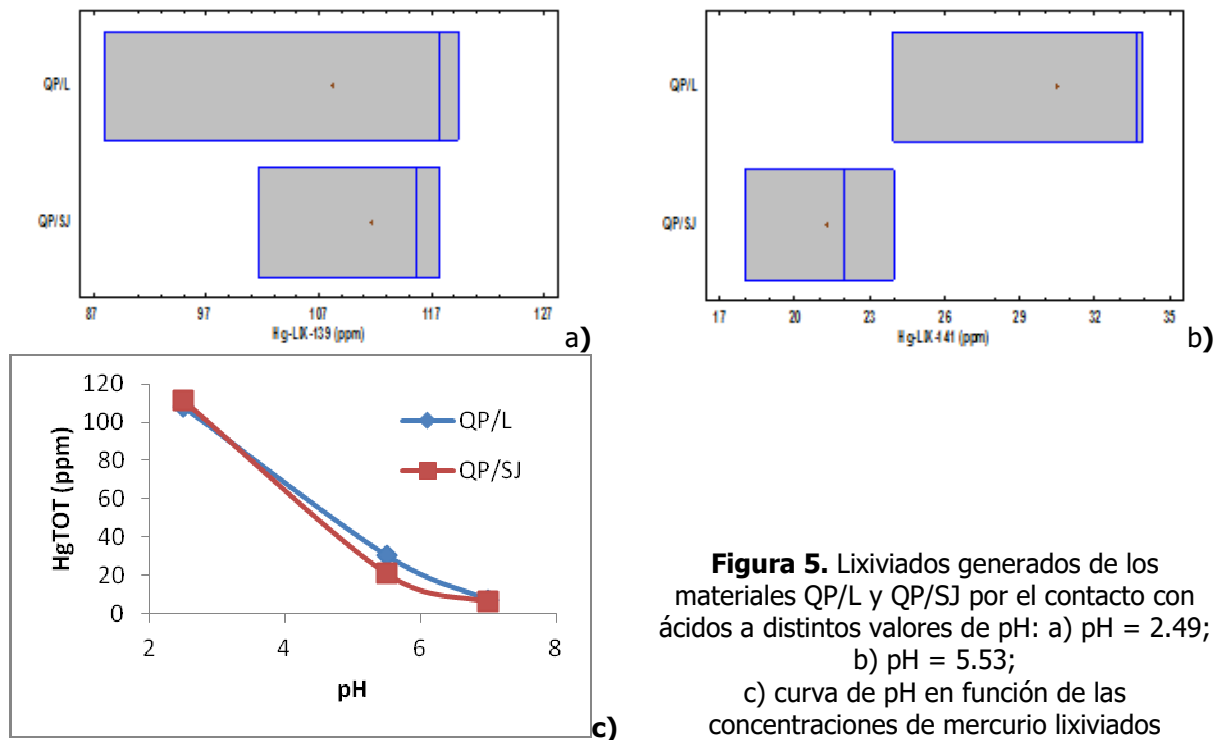 QP/L
QP/SJ
87 97 107 117 127
Hg-LIX-139 (ppm)
a)
QP/L
QP/SJ
17 20 23 26 29 32 35
Hg-LIX-141 (ppm)
b)
HgTOT (ppm)
120
100
80
60
40
20
0
QP/L
QP/SJ
2 4 6 8
pH
c)
Figura 5. Lixiviados generados de los
materiales QP/L y QP/SJ por el contacto con
ácidos a distintos valores de pH: a) pH = 2.49;
b) pH = 5.53;
c) curva de pH en función de las
concentraciones de mercurio lixiviados